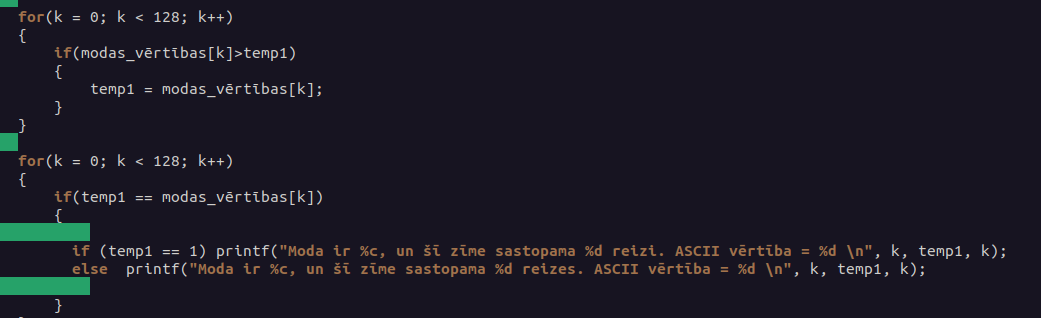 for(k = 0; k < 128; k++)
{
    if(modas_vērtības[k]>temp1)
    {
        temp1 = modas_vērtības[k];
    }
}
for(k = 0; k < 128; k++)
{
    if(temp1 == modas_vērtības[k])
    {
      if (temp1 == 1) printf("Moda ir %c, un šī zīme sastopama %d reizi. ASCII vērtība = %d \n", k, temp1, k);
      else  printf("Moda ir %c, un šī zīme sastopama %d reizes. ASCII vērtība = %d \n", k, temp1, k);
    }